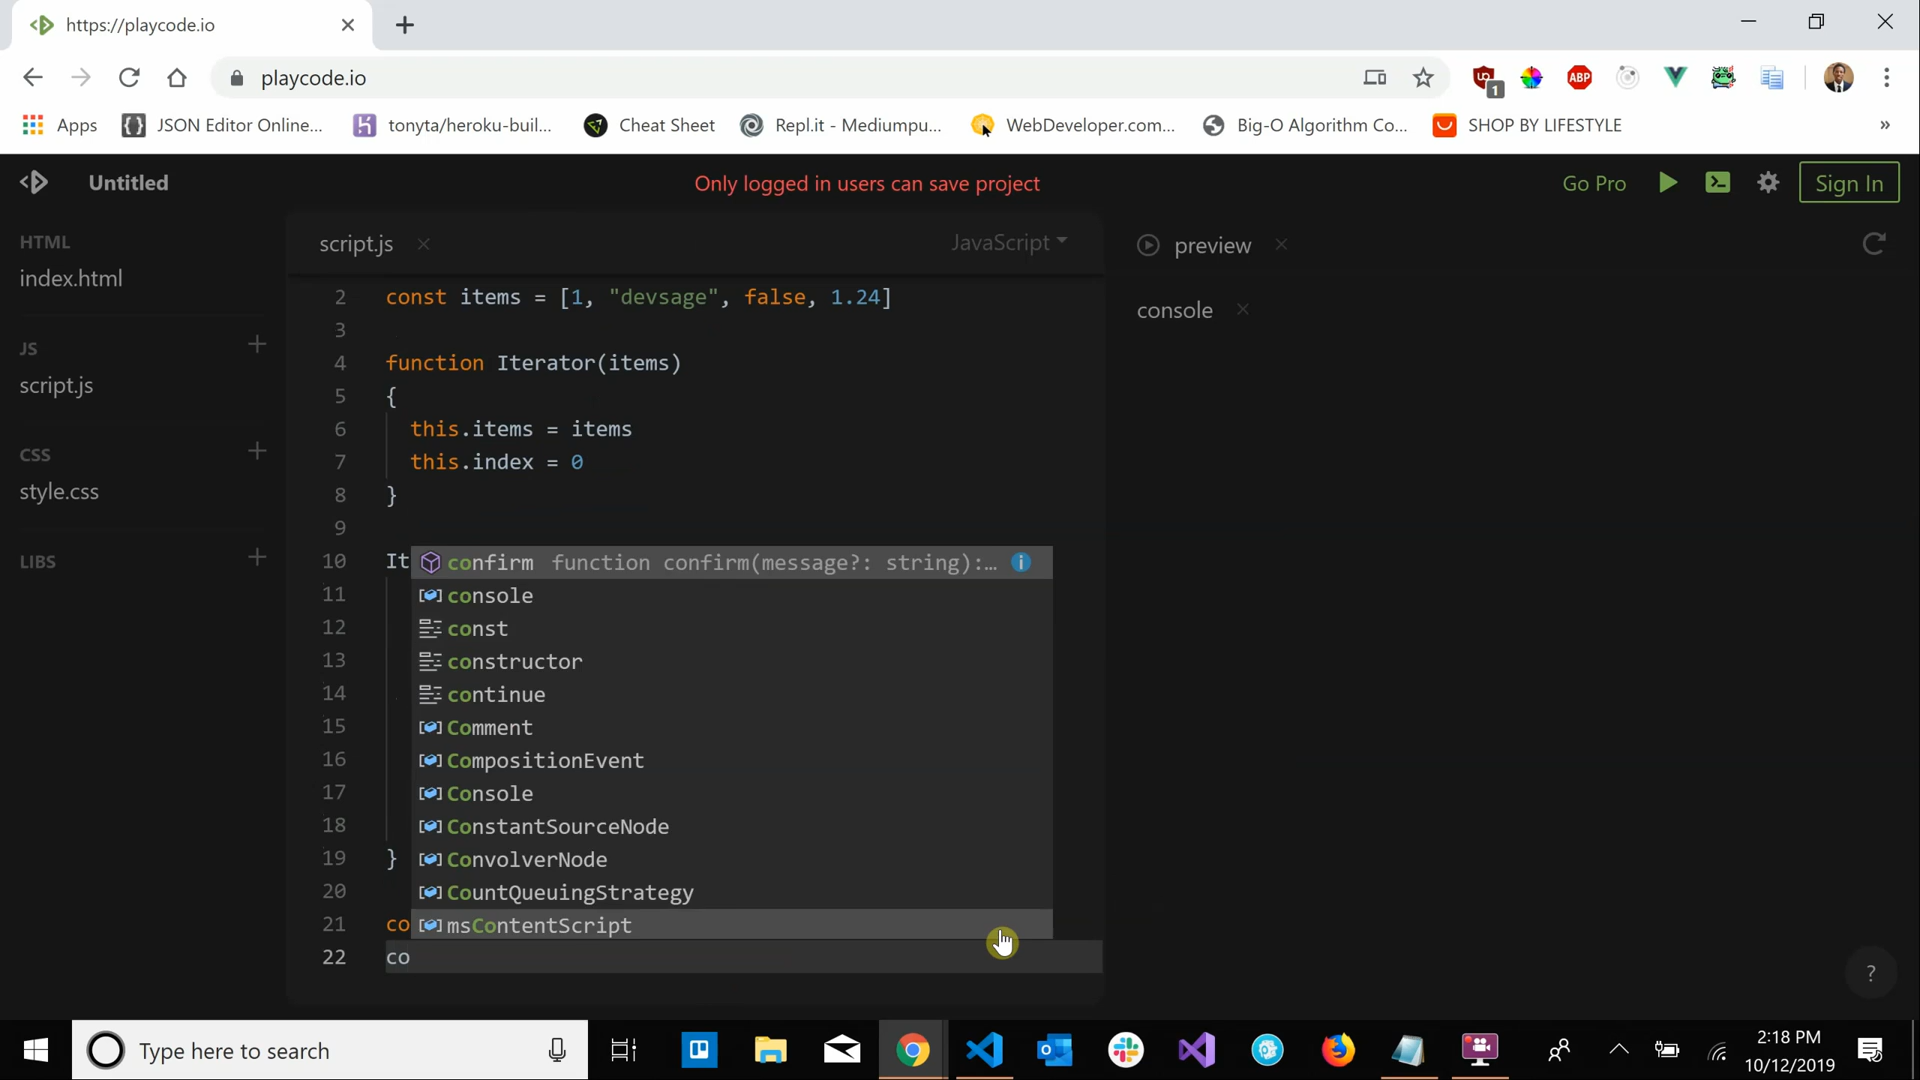 https://playcode.io
playcode.io
1
ABP
Apps
JSON Editor Online...
tonyta/heroku-buil...
Cheat Sheet
Repl.it - Mediumpu...
WebDeveloper.com...
Big-O Algorithm Co...
SHOP BY LIFESTYLE
»
Untitled
Only logged in users can save project
Go Pro
Sign In
HTML
index.html
JS
script.js
CSS
style.css
LIBS
script.js
JavaScript
2 const items = [1, "devsage", false, 1.24]
3
4 function Iterator(items)
5 {
6 this.items = items
7 this.index = 0
8 }
9
10 It
11
12
13
14
15
16
17
18
19 }
20
21 co
22 co
confirm function confirm(message?: string):…
console
const
constructor
continue
Comment
CompositionEvent
Console
ConstantSourceNode
ConvolverNode
CountQueuingStrategy
msContentScript
preview
console
?
Type here to search
2:18 PM
10/12/2019